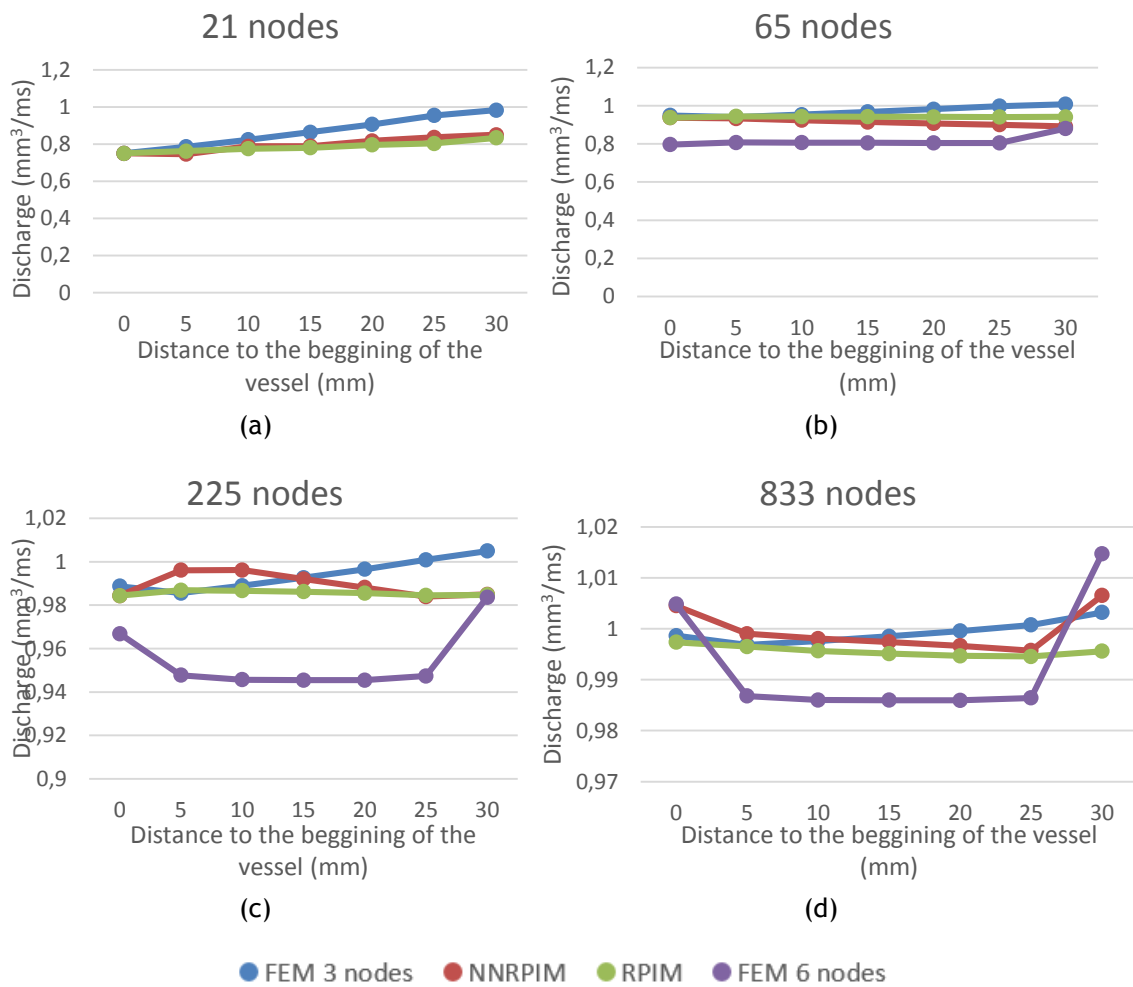 (a)
21 nodes
Discharge (mm³/ms)
1,2
1
0,8
0,6
0,4
0,2
0
0 5 10 15 20 25 30
Distance to the beggining of the
vessel (mm)
(a)
(b)
65 nodes
Discharge (mm³/ms)
1,2
1
0,8
0,6
0,4
0,2
0
0 5 10 15 20 25 30
Distance to the beggining of the vessel
(mm)
(b)
225 nodes
Discharge (mm³/ms)
1,02
1
0,98
0,96
0,94
0,92
0,9
0 5 10 15 20 25 30
Distance to the beggining of the
vessel (mm)
(c)
833 nodes
Discharge (mm³/ms)
1,02
1,01
1
0,99
0,98
0,97
0 5 10 15 20 25 30
Distance to the beggining of the vessel
(mm)
(d)
FEM 3 nodes NNRPIM RPIM FEM 6 nodes